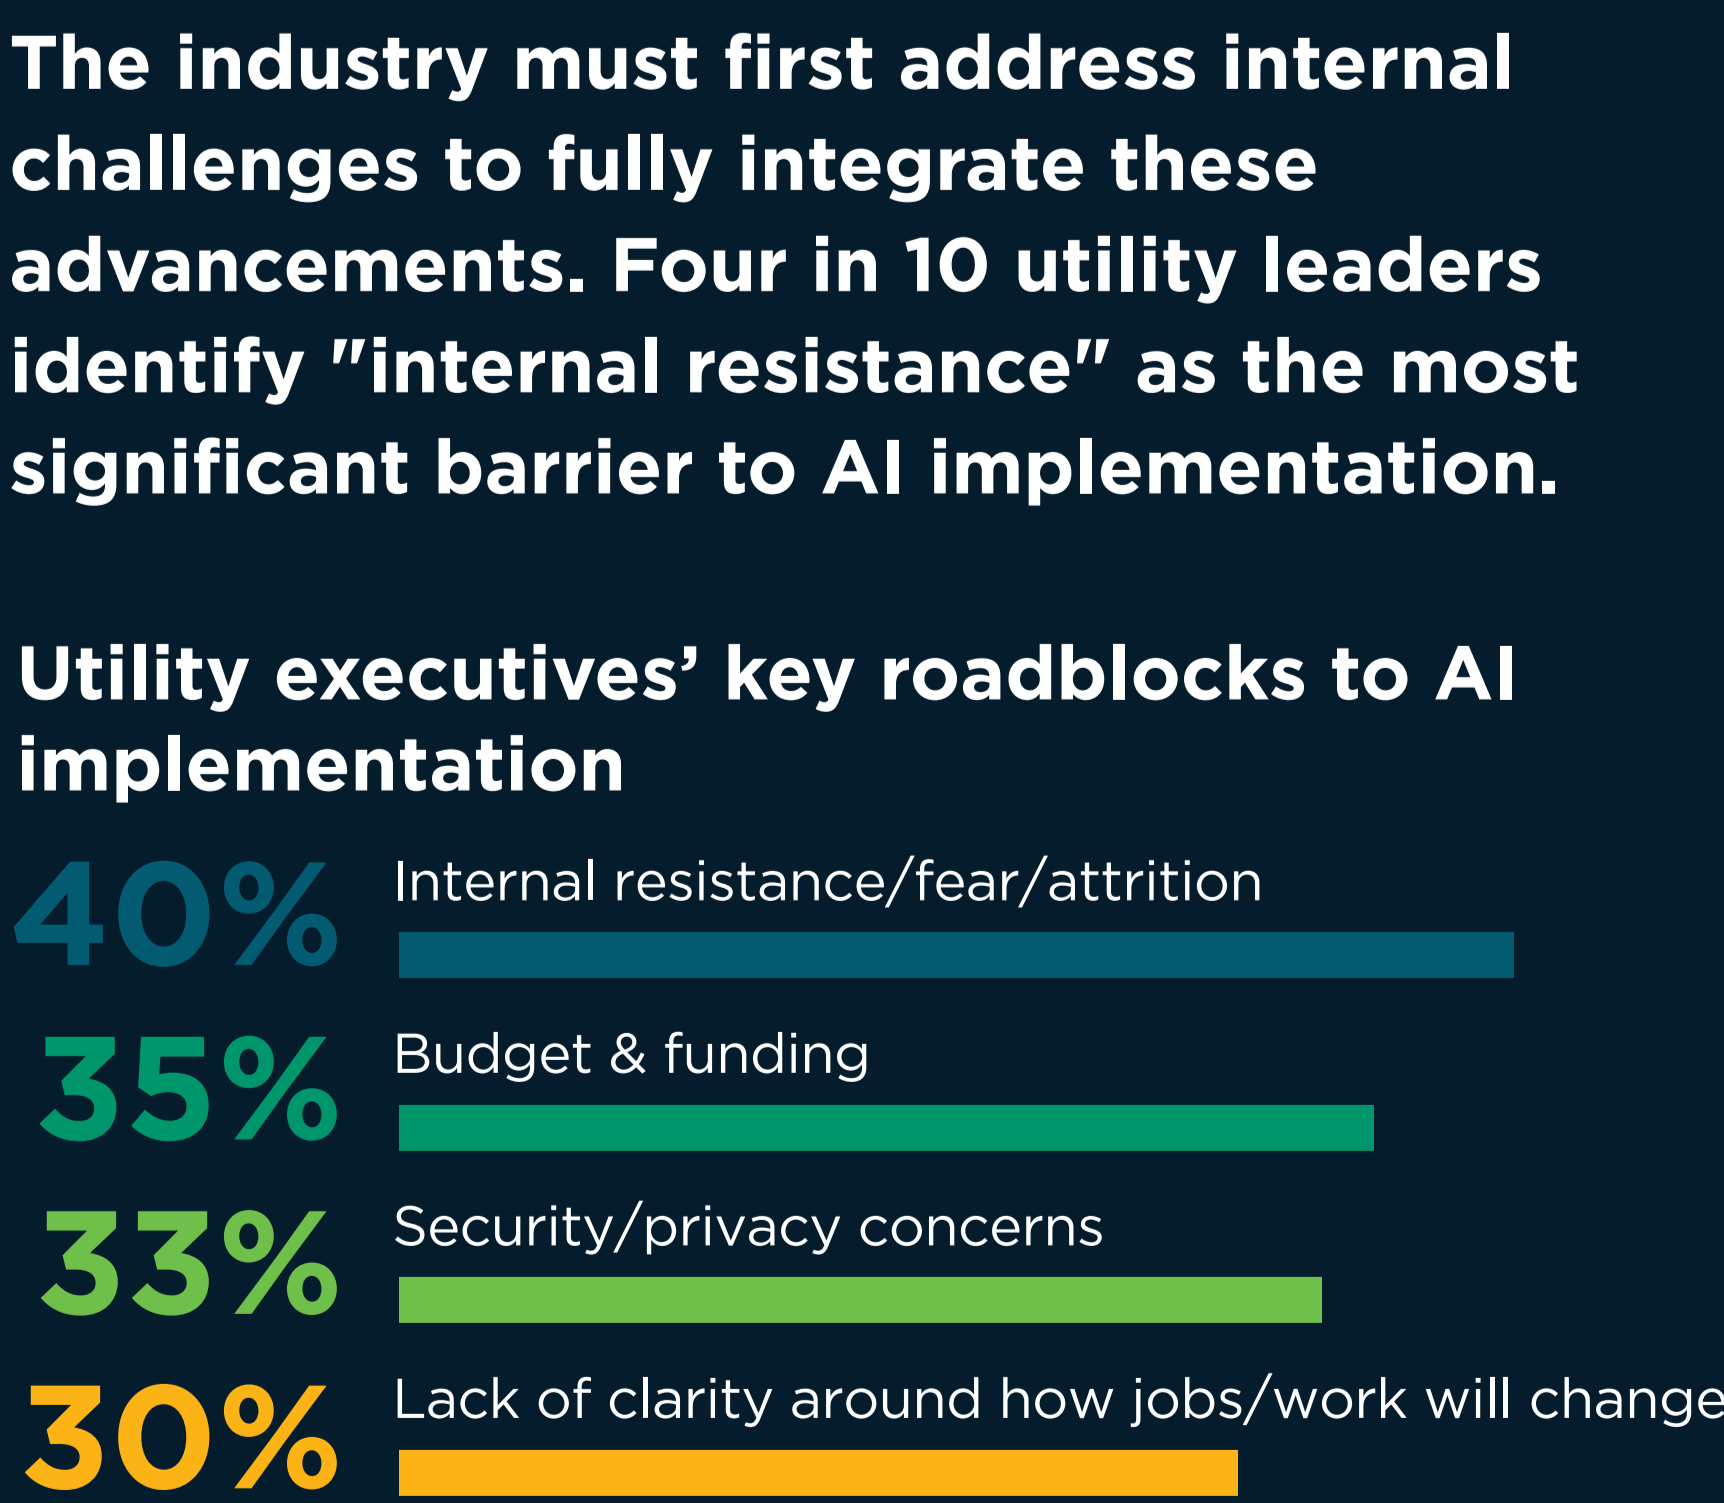 The industry must first address internal
challenges to fully integrate these
advancements. Four in 10 utility leaders
identify "internal resistance" as the most
significant barrier to AI implementation.
Utility executives’ key roadblocks to AI
implementation
40% Internal resistance/fear/attrition
35% Budget & funding
33% Security/privacy concerns
30% Lack of clarity around how jobs/work will change